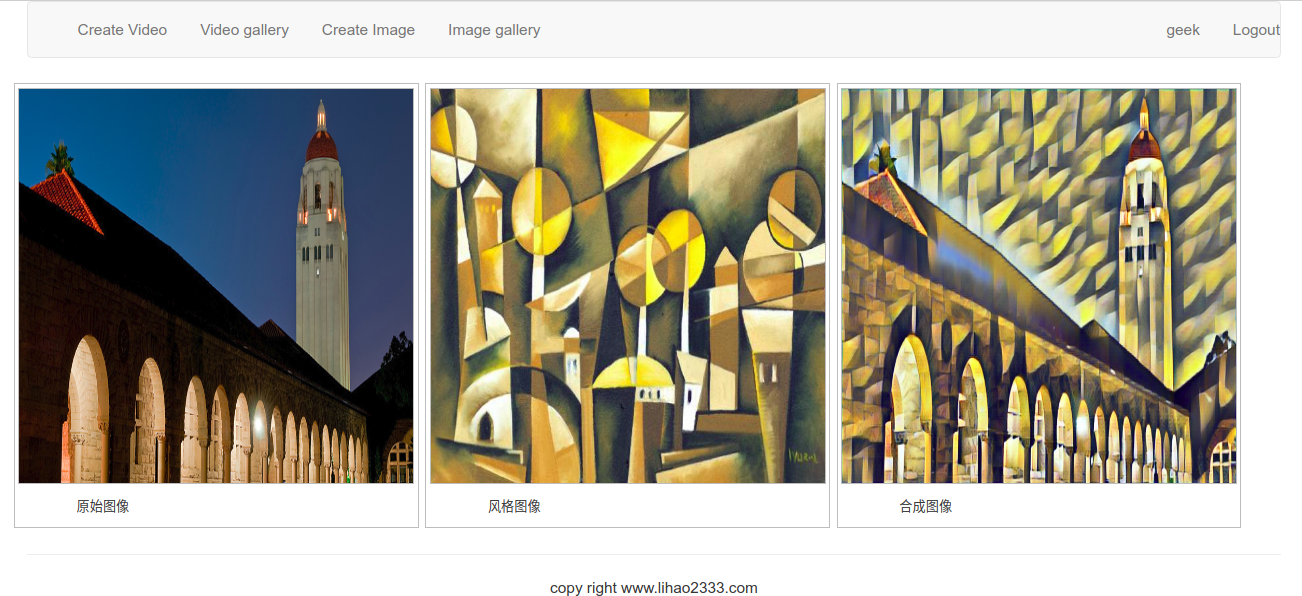 Create Video Video gallery Create Image Image gallery geek Logout
原始图像
风格图像
合成图像
copy right www.lihao2333.com